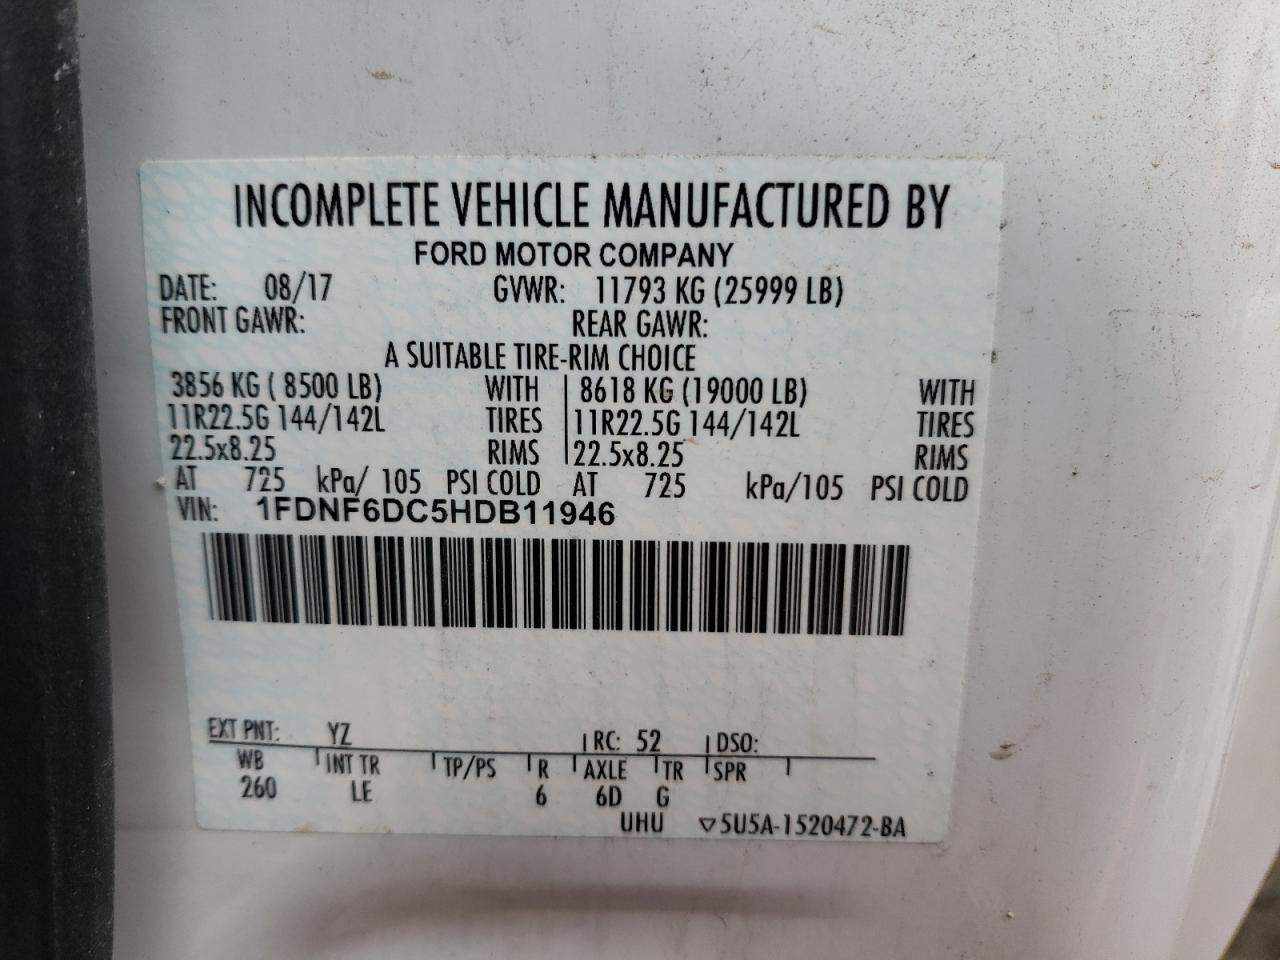 INCOMPLETE VEHICLE MANUFACTURED BY
FORD MOTOR COMPANY
DATE: 08/17 GVWR: 11793 KG (25999 LB)
FRONT GAWR: REAR GAWR:
A SUITABLE TIRE-RIM CHOICE
3856 KG ( 8500 LB) WITH 8618 KG (19000 LB) WITH
11R22.5G 144/142L TIRES 11R22.5G 144/142L TIRES
22.5x8.25 RIMS 22.5x8.25 RIMS
AT 725 kPa/ 105 PSI COLD AT 725 kPa/105 PSI COLD
VIN: 1FDNF6DC5HDB11946
EXT PNT: YZ RC: 52 DSO:
WB INT TR TP/PS R AXLE TR SPR
260 LE 6 6D G
UHU ▽5U5A-1520472-BA